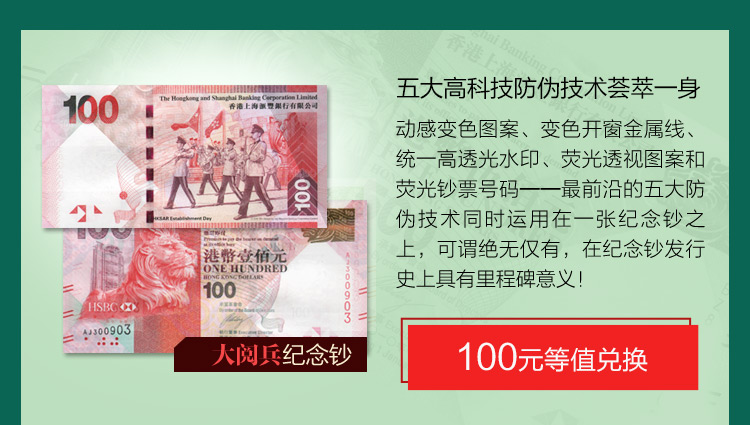 五大高科技防伪技术荟萃一身
动感变色图案、变色开窗金属线、
统一高透光水印、荧光透视图案和
荧光钞票号码——最前沿的五大防
伪技术同时运用在一张纪念钞之
上，可谓绝无仅有，在纪念钞发行
史上具有里程碑意义！
100元等值兑换
100
The Hongkong and Shanghai Banking Corporation Limited
香港上海滙豐銀行有限公司
HKSAR Establishment Day
100
100
港幣壹佰元
ONE HUNDRED
HONG KONG DOLLARS
100
HSBC
AJ300903
AJ300903
大阅兵纪念钞